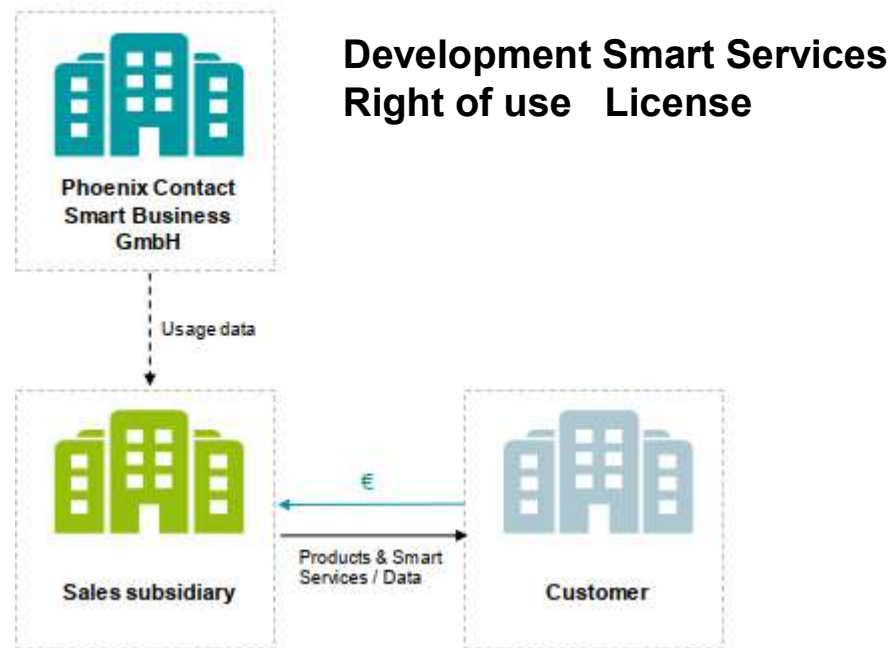 Development Smart Services
Right of use License
Phoenix Contact
Smart Business
GmbH
Usage data
€
Products & Smart
Services / Data
Sales subsidiary
Customer